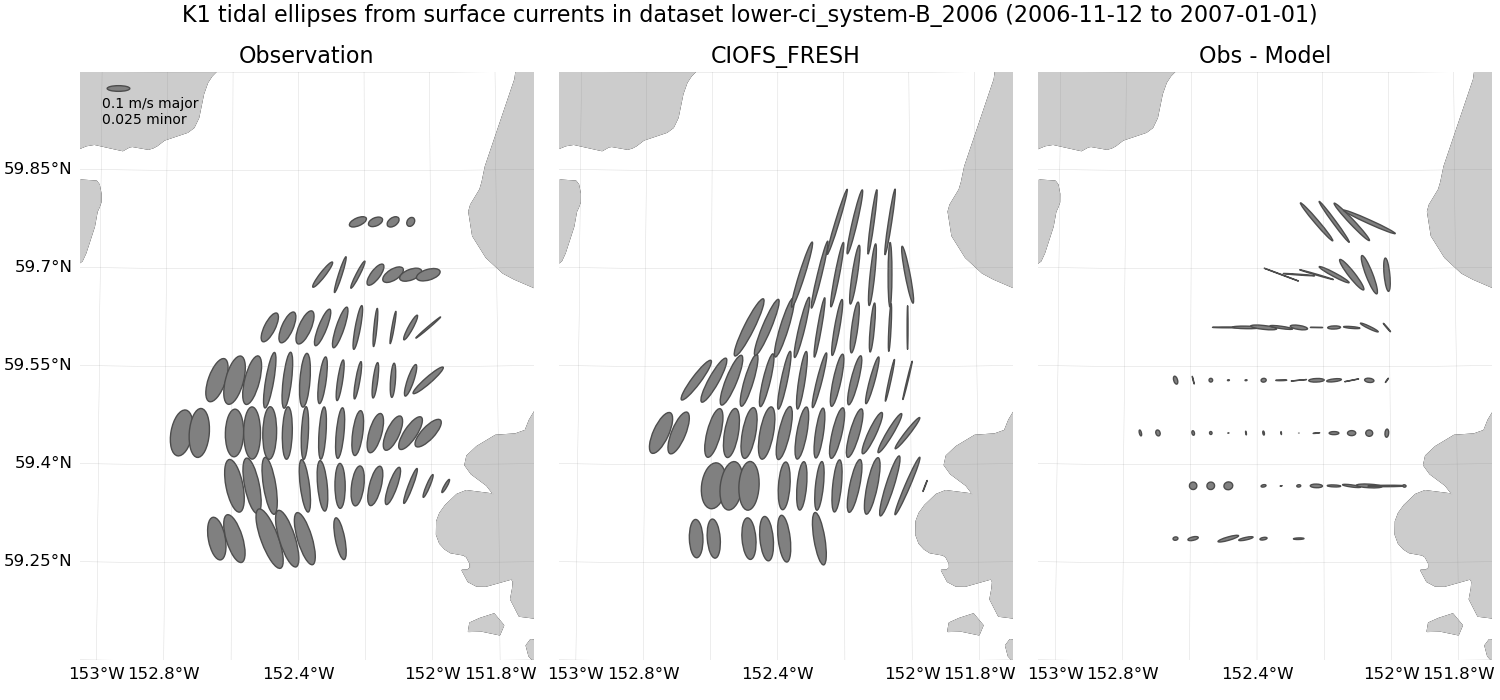 K1 tidal ellipses from surface currents in dataset lower-ci_system-B_2006 (2006-11-12 to 2007-01-01)
Observation
CIOFS_FRESH
Obs - Model
0.1 m/s major
0.025 minor
59.85°N
59.7°N
59.55°N
59.4°N
59.25°N
153°W 152.8°W 152.4°W 152°W 151.8°W
153°W 152.8°W 152.4°W 152°W 151.8°W
153°W 152.8°W 152.4°W 152°W 151.8°W